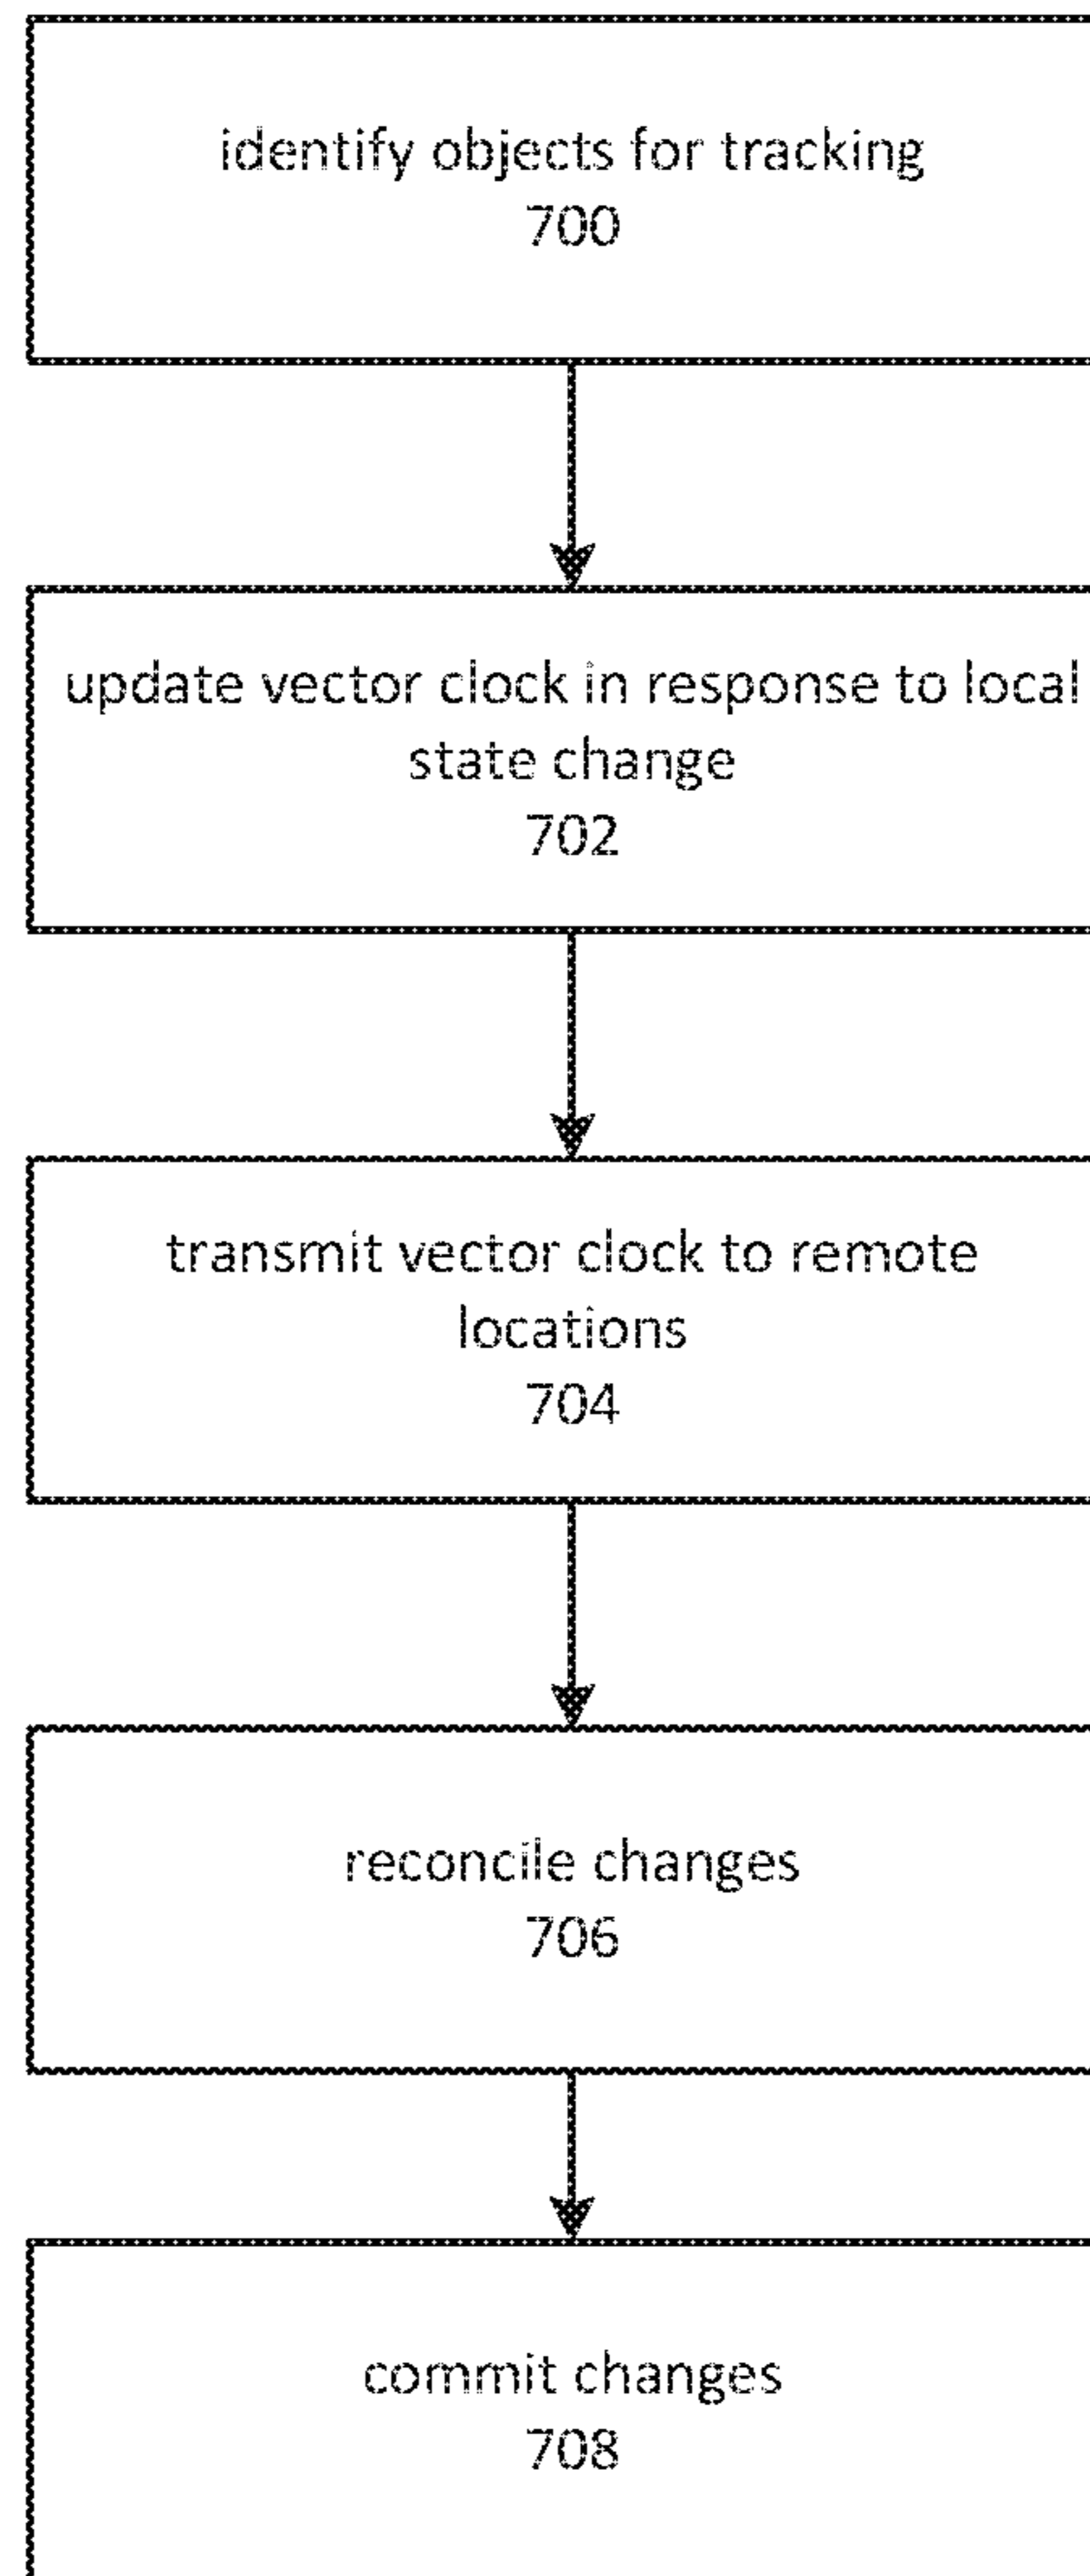 identify objects for tracking
700
update vector clock in response to local
state change
702
transmit vector clock to remote
locations
704
reconcile changes
706
commit changes
708